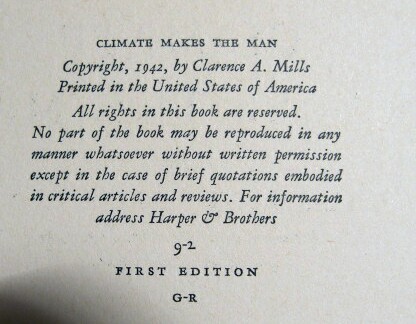 CLIMATE MAKES THE MAN
Copyright, 1942, by Clarence A. Mills
Printed in the United States of America
All rights in this book are reserved.
No part of the book may be reproduced in any
manner whatsoever without written permission
except in the case of brief quotations embodied
in critical articles and reviews. For information
address Harper & Brothers
9-2
FIRST EDITION
G-R